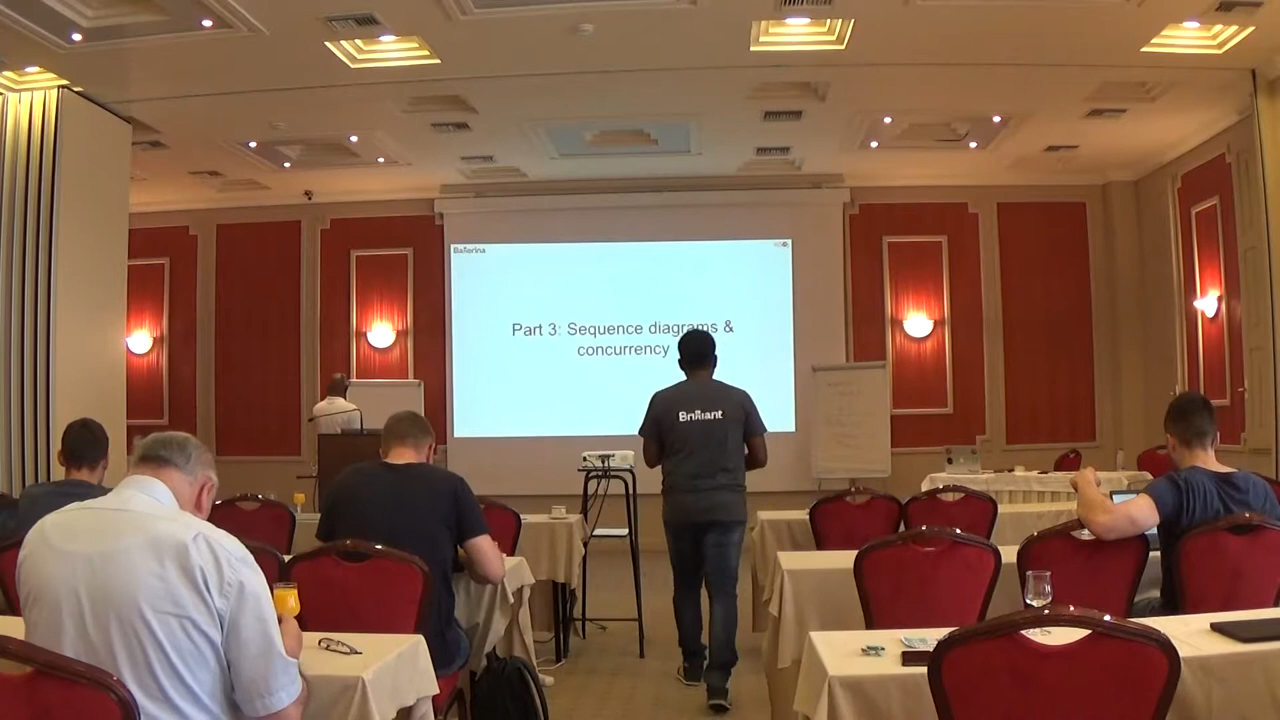 Ballerina
Part 3: Sequence diagrams &
concurrency
Brilliant